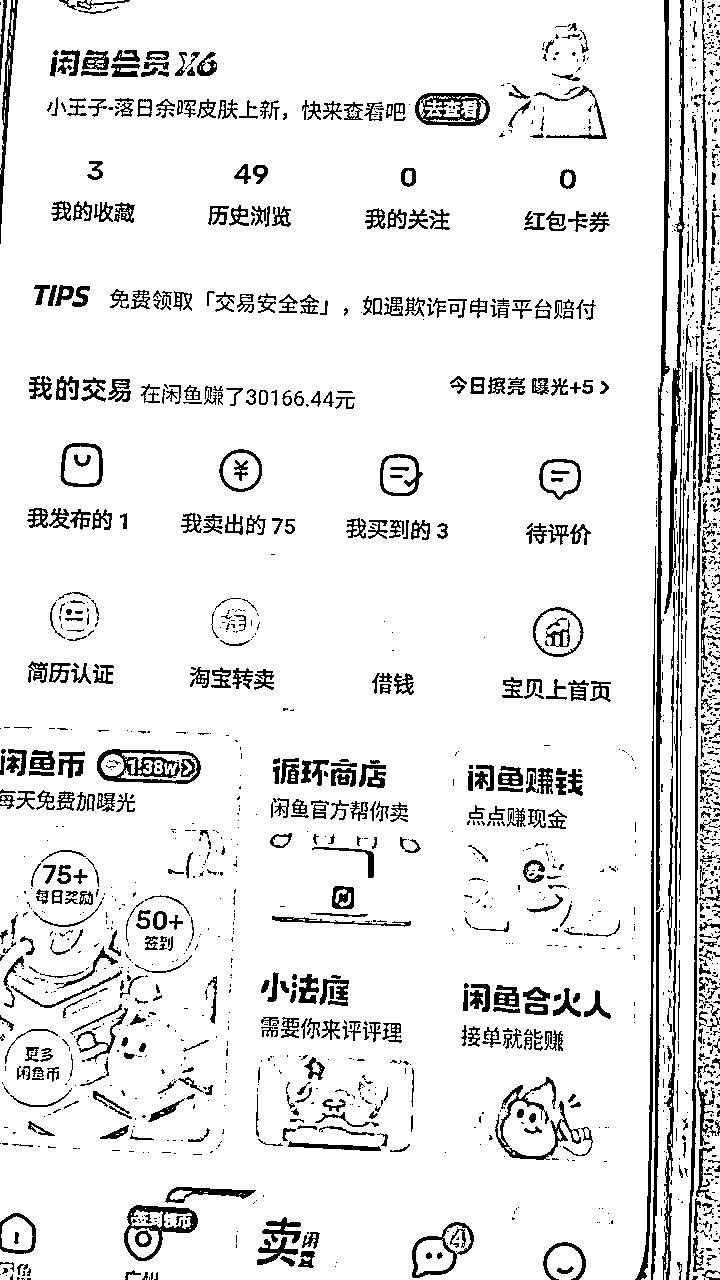 闲鱼会员 X6
小王子-落日余晖皮肤上新，快来查看吧 去查看
3 49 0 0
我的收藏 历史浏览 我的关注 红包卡券
TIPS 免费领取「交易安全金」，如遇欺诈可申请平台赔付
我的交易 在闲鱼赚了30166.44元 今日擦亮 曝光+5 >
我发布的 1 我卖出的 75 我买到的 3 待评价
简历认证 淘宝转卖 借钱 宝贝上首页
闲鱼币 1.38w >
每天免费加曝光
75+
每日奖励
50+
签到
更多
闲鱼币
循环商店
闲鱼官方帮你卖
闲鱼赚钱
点点赚现金
小法庭
需要你来评评理
闲鱼合火人
接单就能赚
签到领币
卖闲置
4
广州